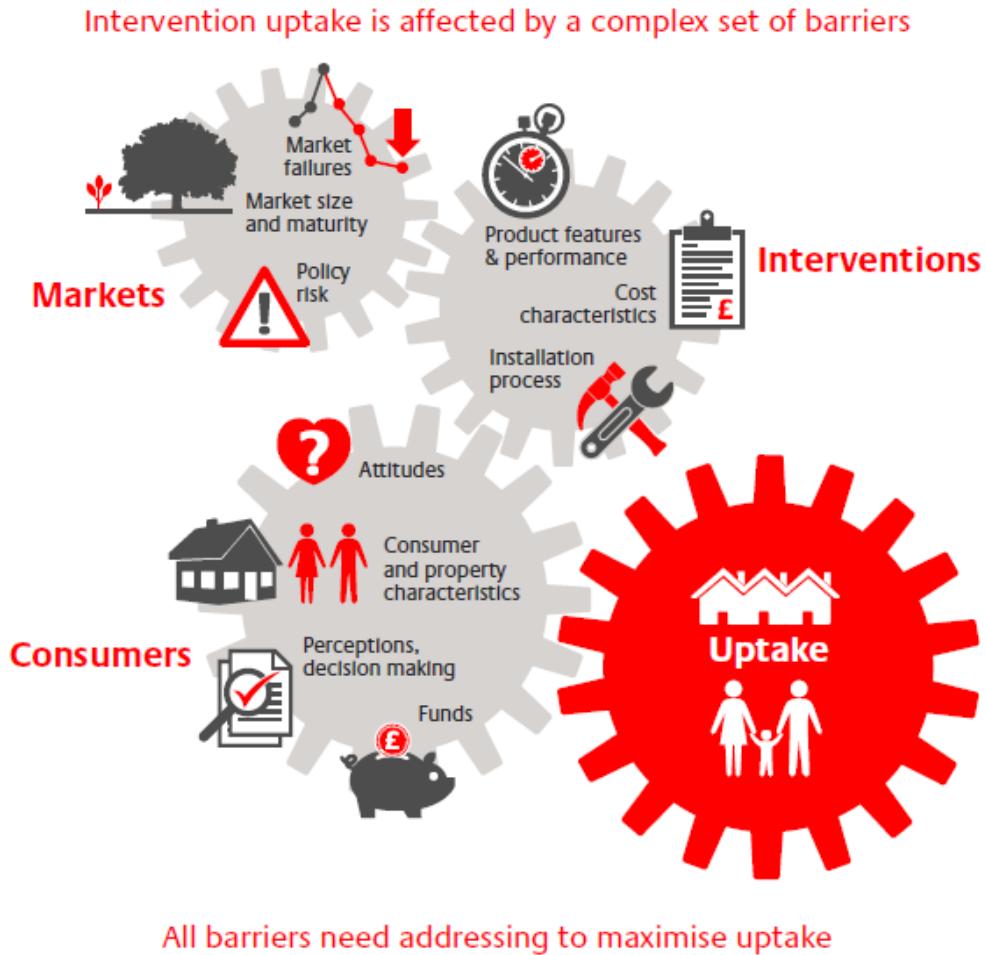 Intervention uptake is affected by a complex set of barriers
Market
failures
Market size
and maturity
Policy
risk
Markets
Product features
& performance
Cost
characteristics
£
Installation
process
Interventions
?
Attitudes
Consumer
and property
characteristics
Perceptions,
decision making
£
Funds
£
Consumers
Uptake
All barriers need addressing to maximise uptake